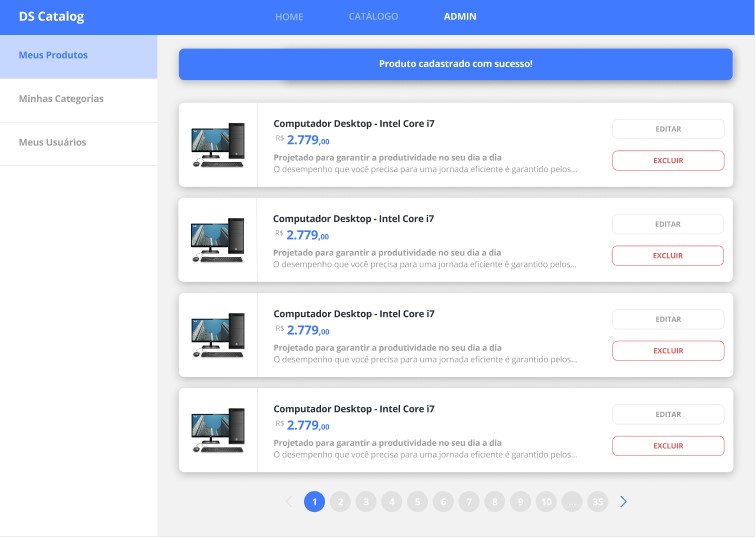 DS Catalog
HOME
CATÁLOGO
ADMIN
Meus Produtos
Minhas Categorias
Meus Usuários
Produto cadastrado com sucesso!
Computador Desktop - Intel Core i7
R$ 2.779,00
Projetado para garantir a produtividade no seu dia a dia
O desempenho que você precisa para uma jornada eficiente é garantido pelos...
EDITAR
EXCLUIR
Computador Desktop - Intel Core i7
R$ 2.779,00
Projetado para garantir a produtividade no seu dia a dia
O desempenho que você precisa para uma jornada eficiente é garantido pelos...
EDITAR
EXCLUIR
Computador Desktop - Intel Core i7
R$ 2.779,00
Projetado para garantir a produtividade no seu dia a dia
O desempenho que você precisa para uma jornada eficiente é garantido pelos...
EDITAR
EXCLUIR
Computador Desktop - Intel Core i7
R$ 2.779,00
Projetado para garantir a produtividade no seu dia a dia
O desempenho que você precisa para uma jornada eficiente é garantido pelos...
EDITAR
EXCLUIR
1 2 3 4 5 6 7 8 9 10 ... 35